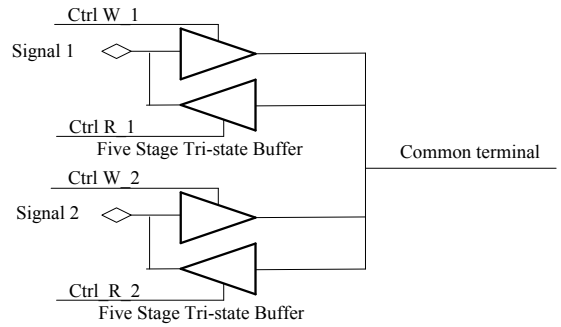 Ctrl W_1
Signal 1
Ctrl R_1
Five Stage Tri-state Buffer
Common terminal
Ctrl W_2
Signal 2
Ctrl_R_2
Five Stage Tri-state Buffer